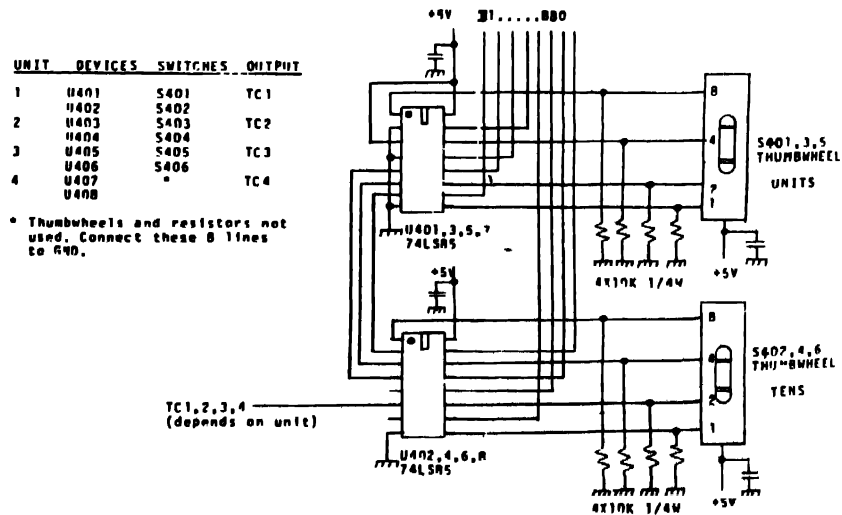 +5V
UNIT DEVICES SWITCHES OUTPUT
1 U401 S401 TC1
U402 S402
2 U403 S403 TC2
U404 S404
3 U405 S405 TC3
U406 S406
4 U407 * TC4
U408
* Thumbwheels and resistors not
used. Connect these 8 lines
to GND.
8
4
1
S401,3,5
THUMBWHEEL
UNITS
U401,3,5,7
74LS85
4X10K 1/4W
+5V
+5V
8
4
2
1
S402,4,6
THUMBWHEEL
TENS
TC1,2,3,4
(depends on unit)
U402,4,6,8
74LS85
4X10K 1/4W
+5V